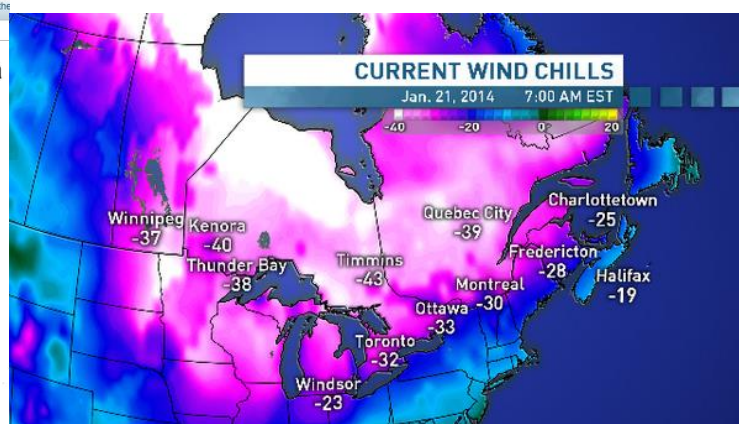 the
CURRENT WIND CHILLS
Jan. 21, 2014 7:00 AM EST
-40 -20 0 20
Winnipeg
-37
Kenora
-40
Thunder Bay
-38
Timmins
-43
Quebec City
-39
Charlottetown
-25
Fredericton
-28
Halifax
-19
Montreal
-30
Ottawa
-33
Toronto
-32
Windsor
-23